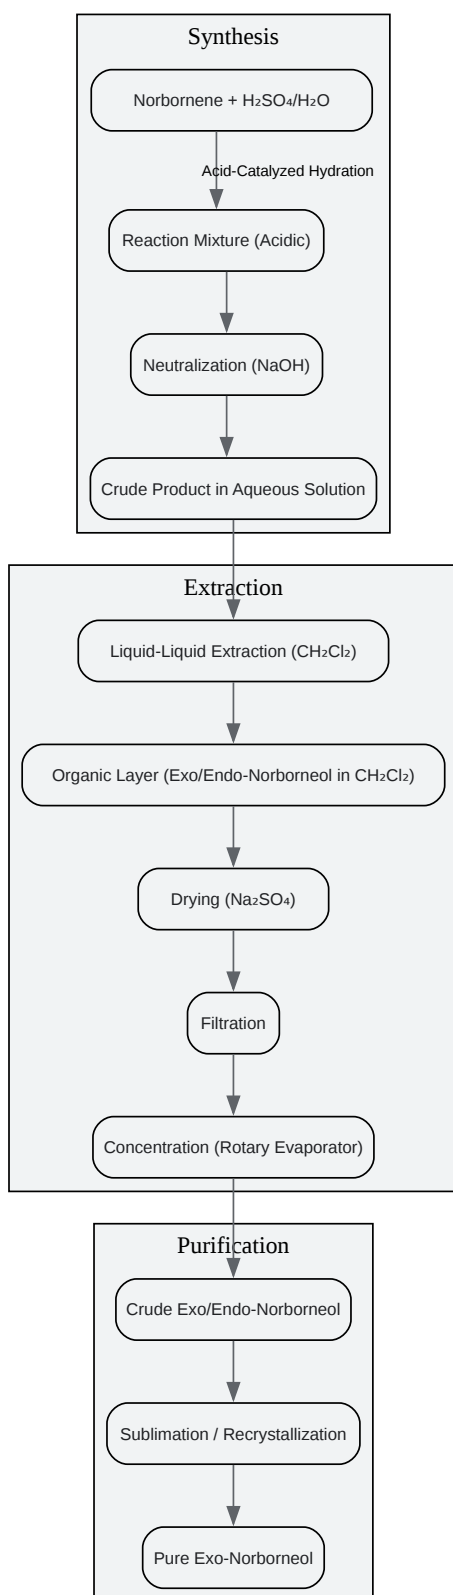 Synthesis
Norbornene + H₂SO₄/H₂O
Acid-Catalyzed Hydration
Reaction Mixture (Acidic)
Neutralization (NaOH)
Crude Product in Aqueous Solution
Extraction
Liquid-Liquid Extraction (CH₂Cl₂)
Organic Layer (Exo/Endo-Norborneol in CH₂Cl₂)
Drying (Na₂SO₄)
Filtration
Concentration (Rotary Evaporator)
Purification
Crude Exo/Endo-Norborneol
Sublimation / Recrystallization
Pure Exo-Norborneol